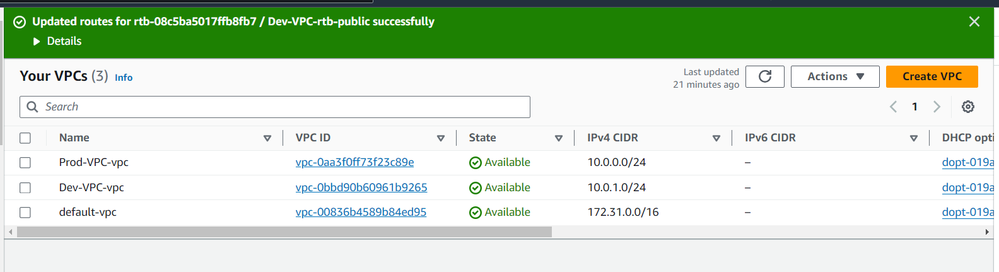 Updated routes for rtb-08c5ba5017ffb8fb7 / Dev-VPC-rtb-public successfully
Details
Your VPCs (3) Info
Last updated
21 minutes ago
Actions
Create VPC
Search
1
Name VPC ID State IPv4 CIDR IPv6 CIDR DHCP opti
Prod-VPC-vpc vpc-0aa3f0ff73f23c89e Available 10.0.0.0/24 – dopt-019a
Dev-VPC-vpc vpc-0bbd90b60961b9265 Available 10.0.1.0/24 – dopt-019a
default-vpc vpc-00836b4589b84ed95 Available 172.31.0.0/16 – dopt-019a